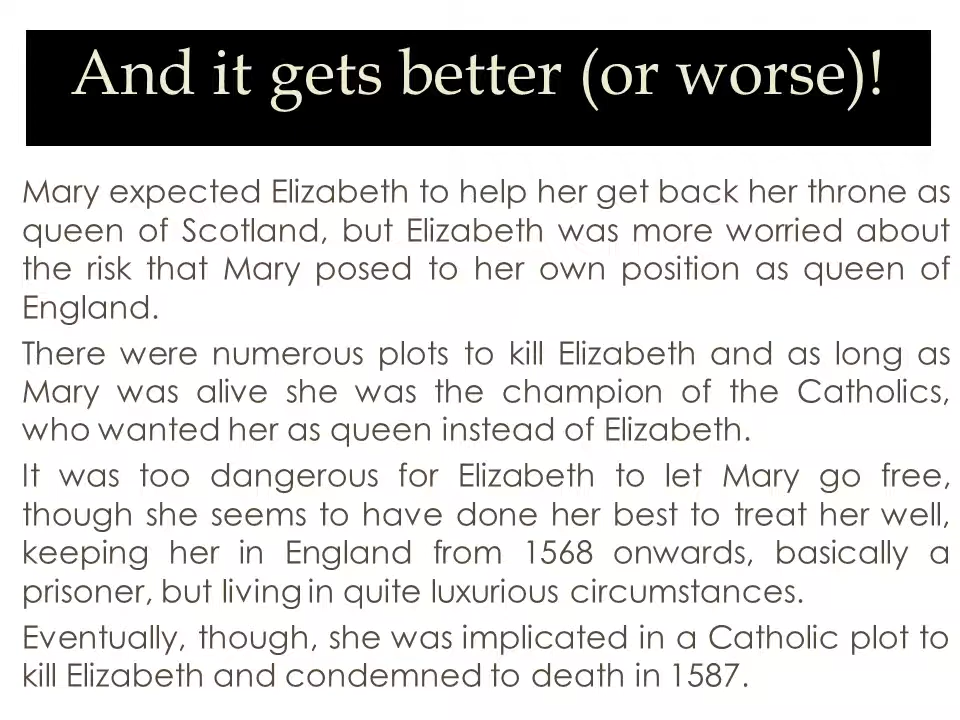 And it gets better (or worse)!
Mary expected Elizabeth to help her get back her throne as
queen of Scotland, but Elizabeth was more worried about
the risk that Mary posed to her own position as queen of
England.
There were numerous plots to kill Elizabeth and as long as
Mary was alive she was the champion of the Catholics,
who wanted her as queen instead of Elizabeth.
It was too dangerous for Elizabeth to let Mary go free,
though she seems to have done her best to treat her well,
keeping her in England from 1568 onwards, basically a
prisoner, but living in quite luxurious circumstances.
Eventually, though, she was implicated in a Catholic plot to
kill Elizabeth and condemned to death in 1587.